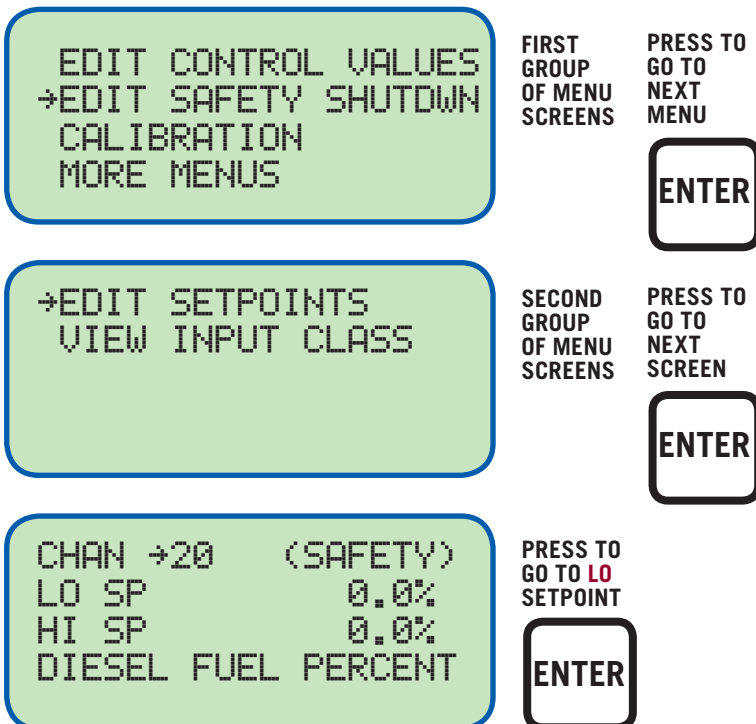 EDIT CONTROL VALUES
→EDIT SAFETY SHUTDWN
CALIBRATION
MORE MENUS
FIRST
GROUP
OF MENU
SCREENS
PRESS TO
GO TO
NEXT
MENU
ENTER
→EDIT SETPOINTS
VIEW INPUT CLASS
SECOND
GROUP
OF MENU
SCREENS
PRESS TO
GO TO
NEXT
SCREEN
ENTER
CHAN →20 (SAFETY)
LO SP 0.0%
HI SP 0.0%
DIESEL FUEL PERCENT
PRESS TO
GO TO LO
SETPOINT
ENTER